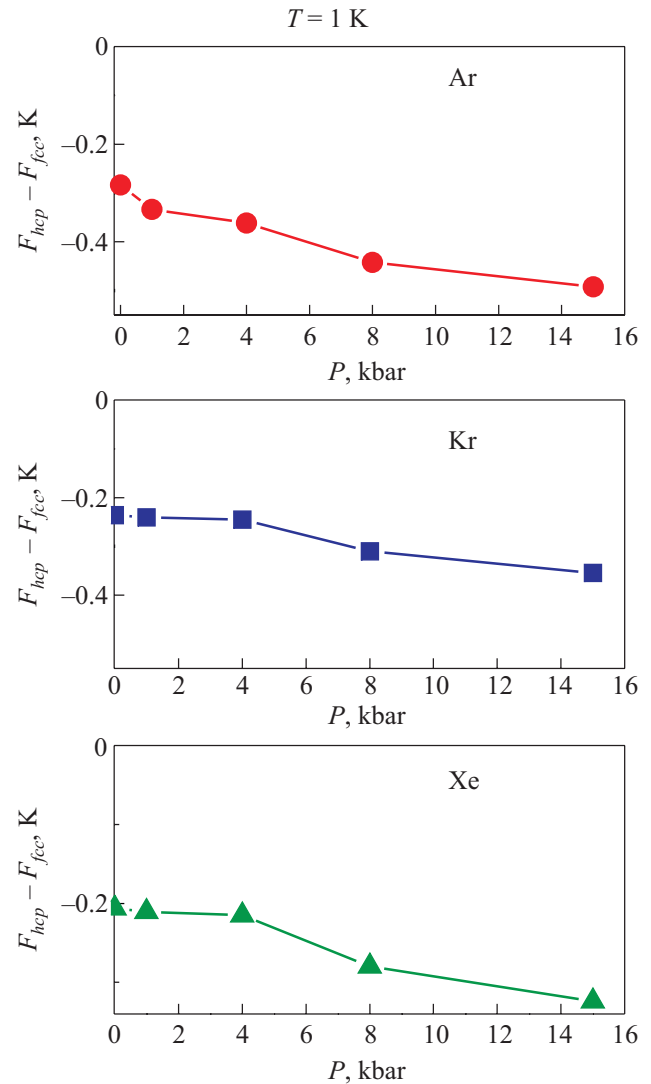 T = 1 K
Ar
F_hcp – F_fcc, K
0
–0.2
–0.4
0 2 4 6 8 10 12 14 16
P, kbar
Kr
F_hcp – F_fcc, K
0
–0.2
–0.4
0 2 4 6 8 10 12 14 16
P, kbar
Xe
F_hcp – F_fcc, K
0
–0.2
0 2 4 6 8 10 12 14 16
P, kbar